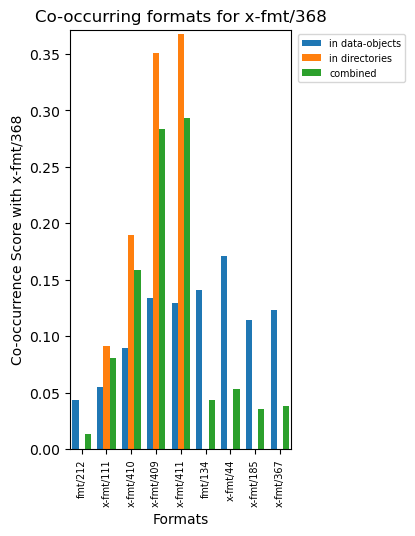 Co-occurring formats for x-fmt/368
in data-objects
in directories
combined
Co-occurrence Score with x-fmt/368
0.35
0.30
0.25
0.20
0.15
0.10
0.05
0.00
fmt/212
x-fmt/111
x-fmt/410
x-fmt/409
x-fmt/411
fmt/134
x-fmt/44
x-fmt/185
x-fmt/367
Formats